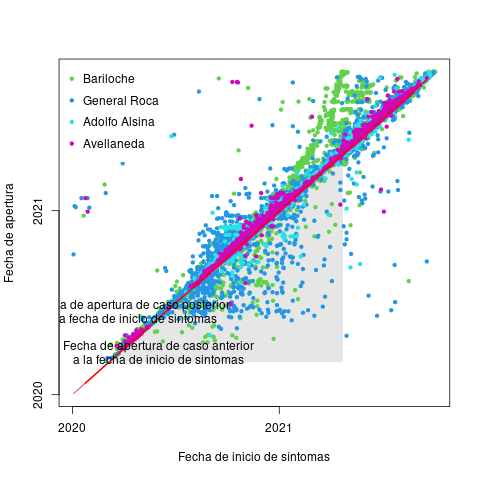 Bariloche
General Roca
Adolfo Alsina
Avellaneda
Fecha de apertura
2021
2020
a de apertura de caso posterior
a fecha de inicio de sintomas
Fecha de apertura de caso anterior
a la fecha de inicio de sintomas
2020
2021
Fecha de inicio de síntomas